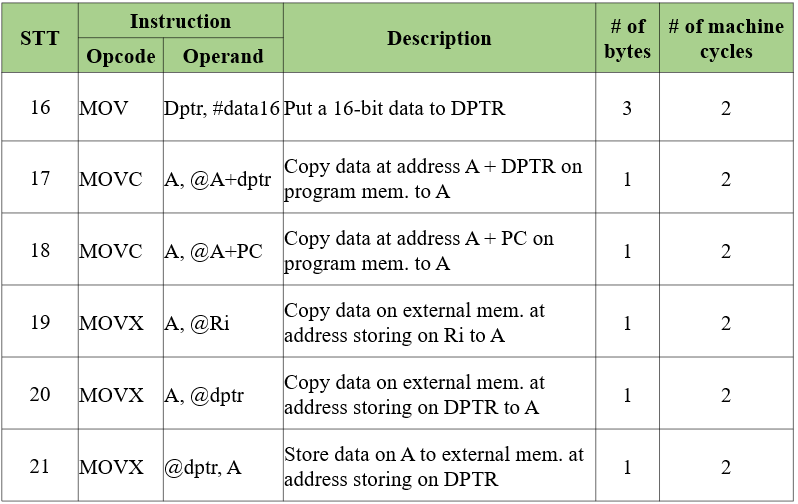 STT Instruction Description # of bytes # of machine cycles
Opcode Operand
16 MOV Dptr, #data16 Put a 16-bit data to DPTR 3 2
17 MOVC A, @A+dptr Copy data at address A + DPTR on program mem. to A 1 2
18 MOVC A, @A+PC Copy data at address A + PC on program mem. to A 1 2
19 MOVX A, @Ri Copy data on external mem. at address storing on Ri to A 1 2
20 MOVX A, @dptr Copy data on external mem. at address storing on DPTR to A 1 2
21 MOVX @dptr, A Store data on A to external mem. at address storing on DPTR 1 2